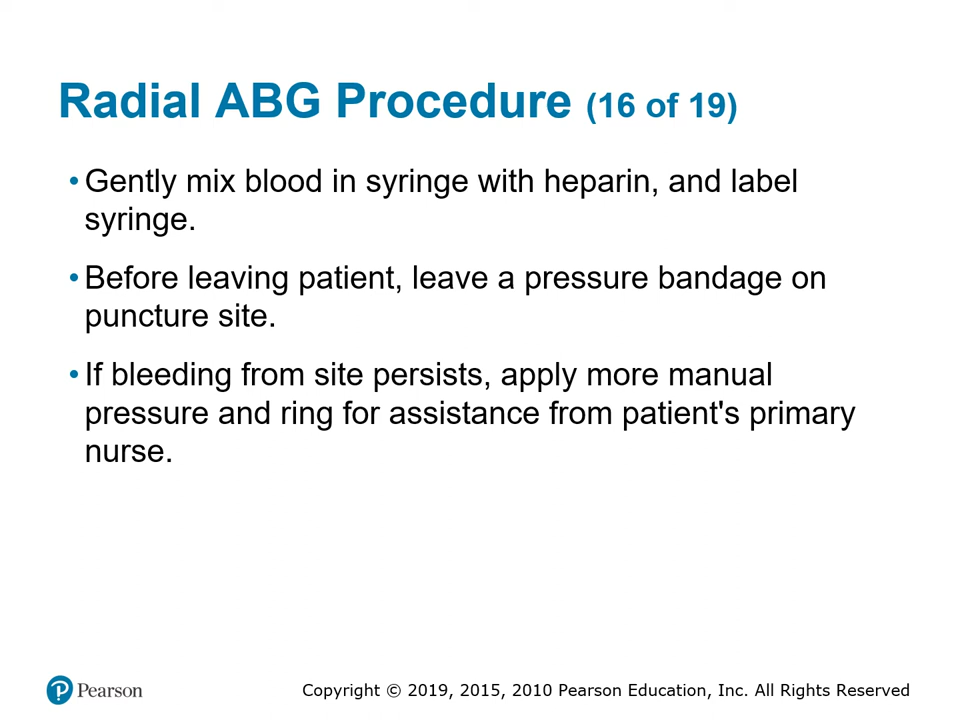 Radial ABG Procedure (16 of 19)
• Gently mix blood in syringe with heparin, and label
syringe.
• Before leaving patient, leave a pressure bandage on
puncture site.
• If bleeding from site persists, apply more manual
pressure and ring for assistance from patient's primary
nurse.
Pearson
Copyright © 2019, 2015, 2010 Pearson Education, Inc. All Rights Reserved